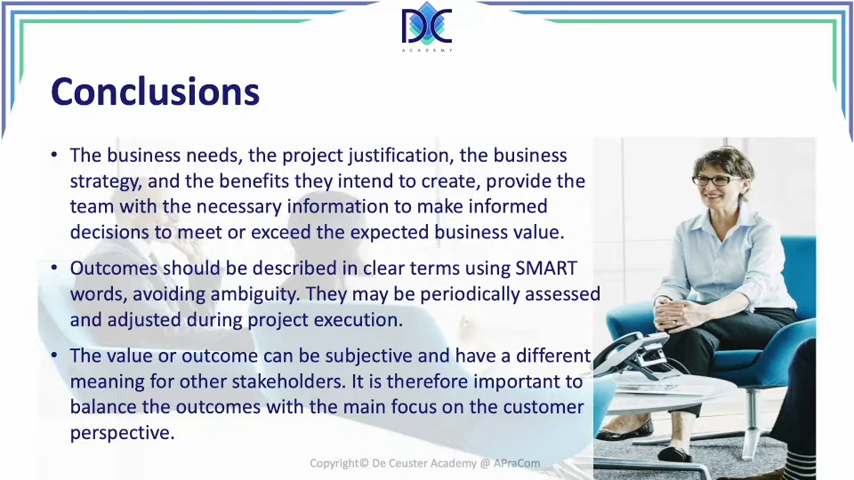 DC
ACADEMY
Conclusions
• The business needs, the project justification, the business
strategy, and the benefits they intend to create, provide the
team with the necessary information to make informed
decisions to meet or exceed the expected business value.
• Outcomes should be described in clear terms using SMART
words, avoiding ambiguity. They may be periodically assessed
and adjusted during project execution.
• The value or outcome can be subjective and have a different
meaning for other stakeholders. It is therefore important to
balance the outcomes with the main focus on the customer
perspective.
Copyright© De Ceuster Academy @ APraCom